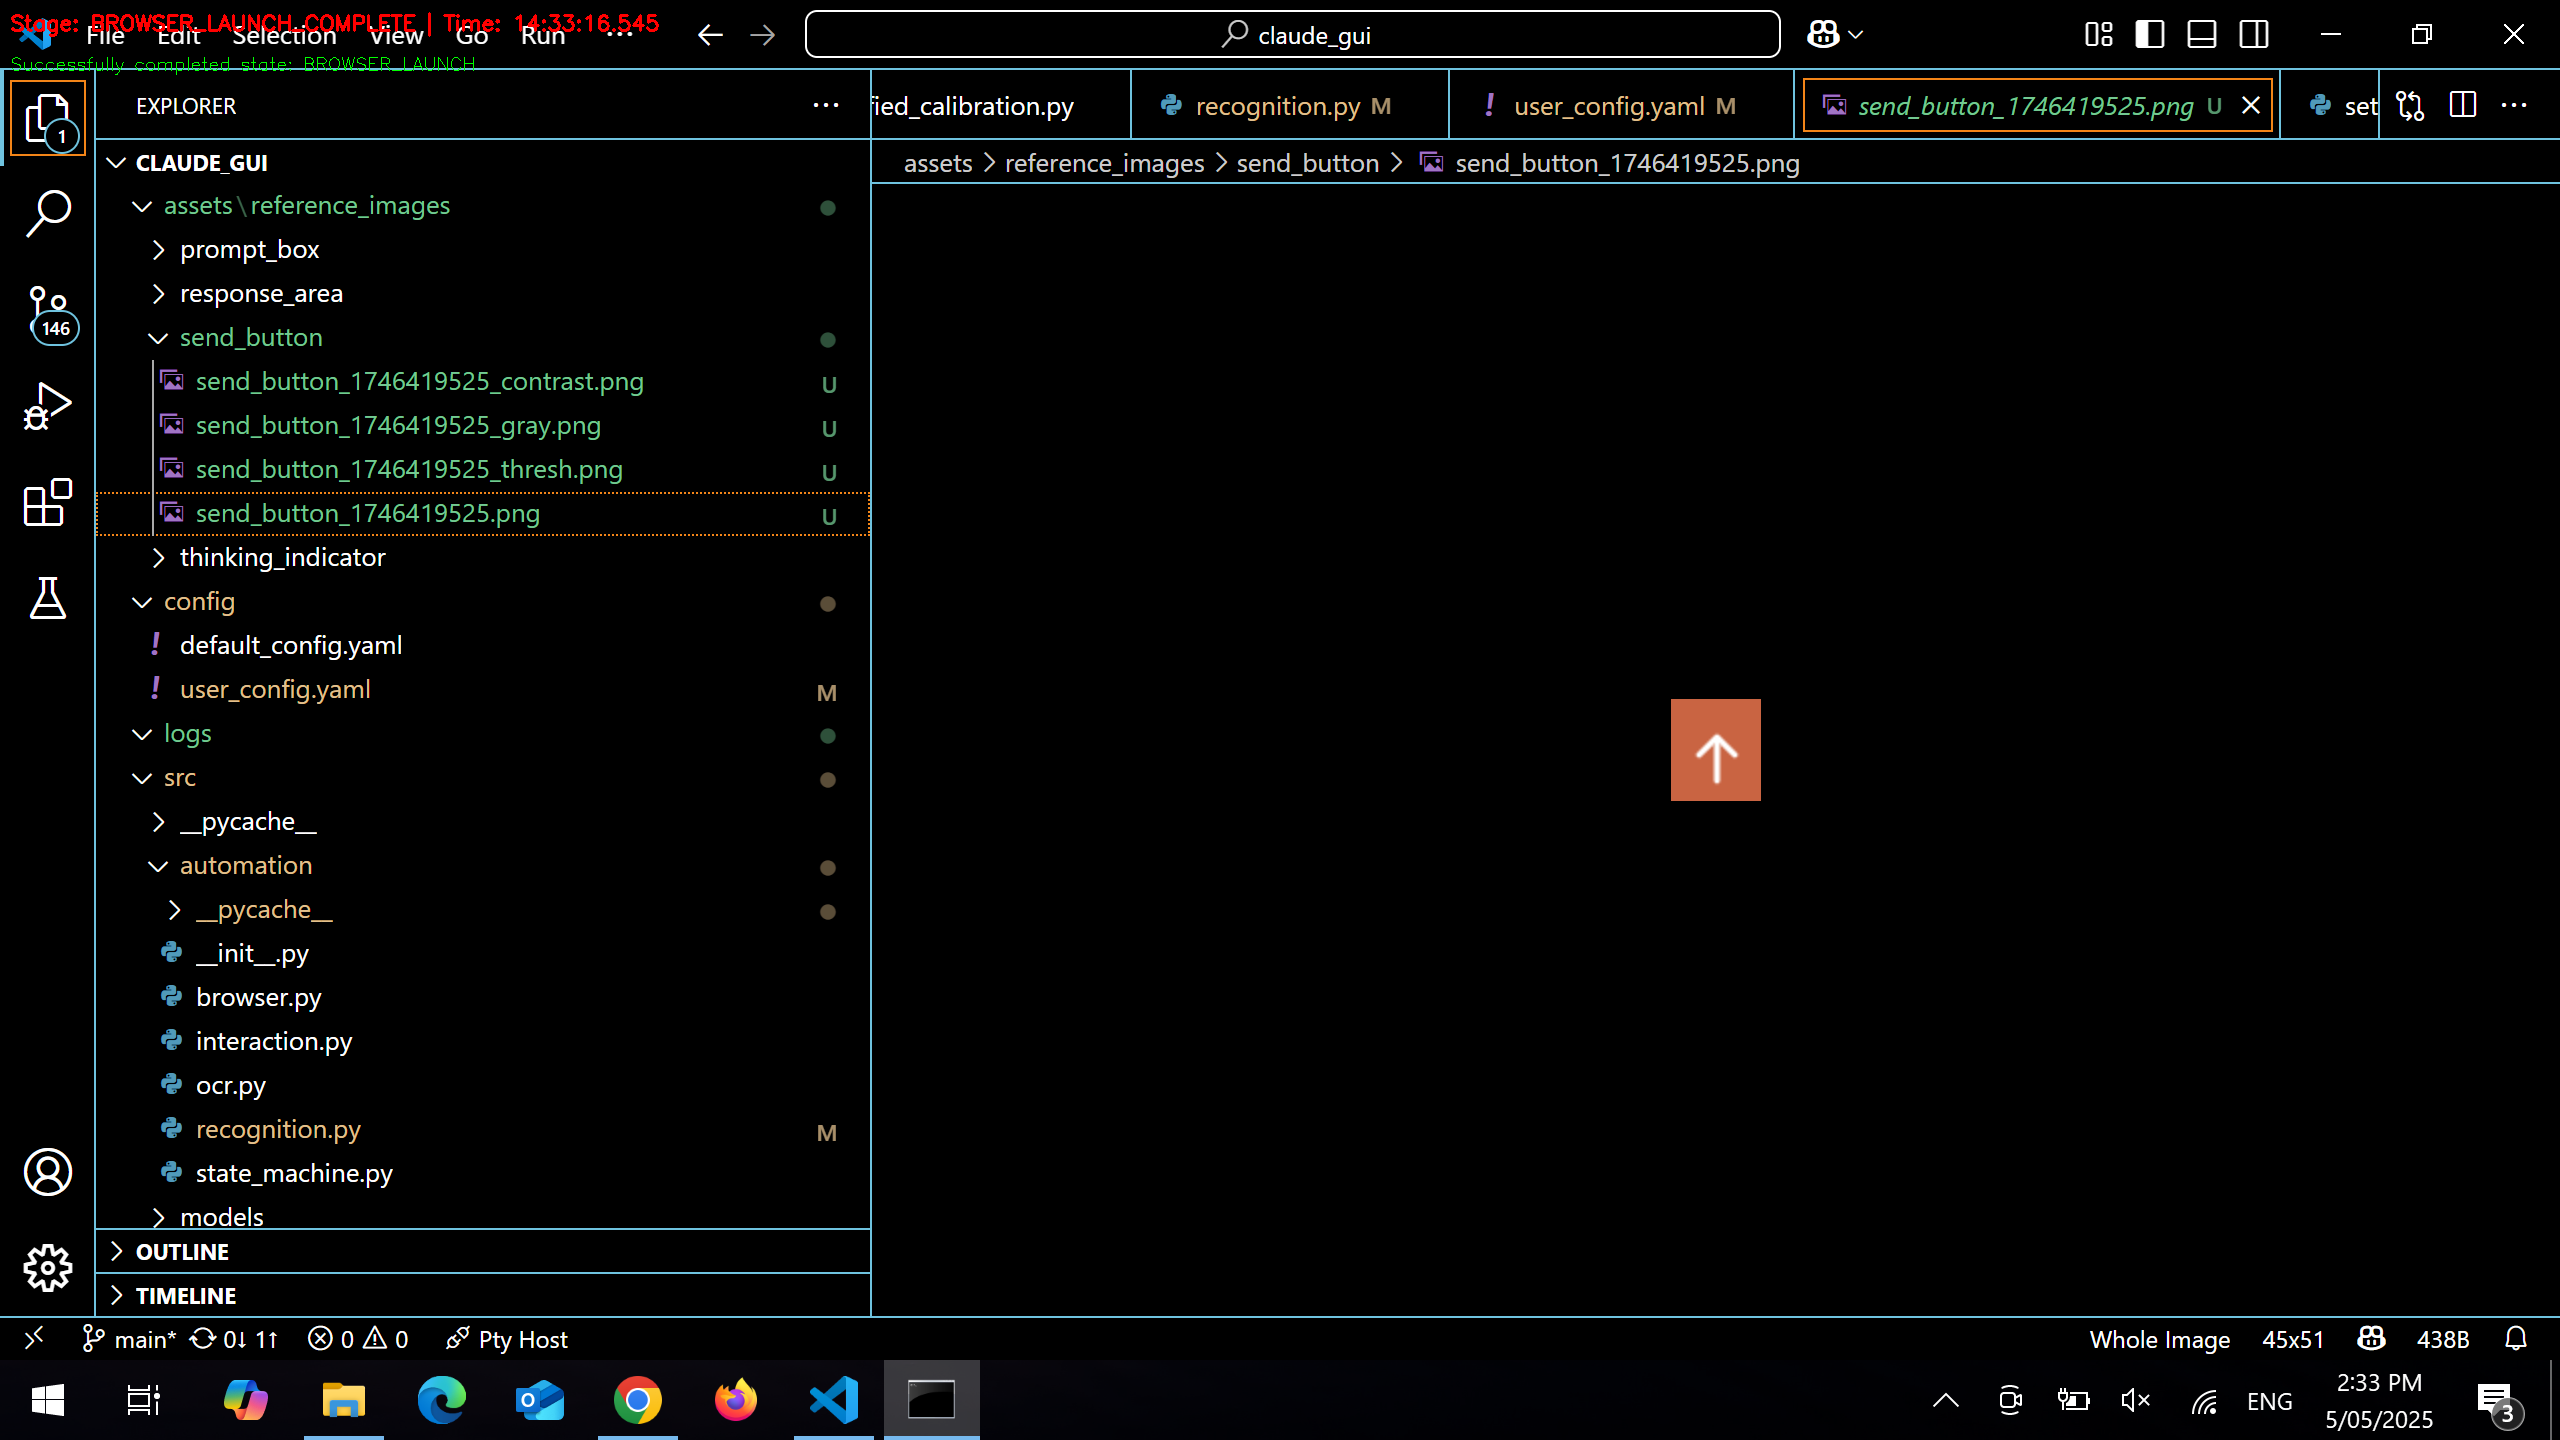 Stage: BROWSER_LAUNCH_COMPLETE | Time: 14:33:16.545
File Edit Selection View Go Run ···
claude_gui
Successfully completed state: BROWSER_LAUNCH
1
EXPLORER
fied_calibration.py
recognition.py M
user_config.yaml M
send_button_1746419525.png U
set
CLAUDE_GUI
assets > reference_images > send_button > send_button_1746419525.png
assets\reference_images
prompt_box
response_area
146
send_button
send_button_1746419525_contrast.png U
send_button_1746419525_gray.png U
send_button_1746419525_thresh.png U
send_button_1746419525.png U
thinking_indicator
config
default_config.yaml
user_config.yaml M
logs
src
__pycache__
automation
__pycache__
__init__.py
browser.py
interaction.py
ocr.py
recognition.py M
state_machine.py
models
OUTLINE
TIMELINE
main* 0↓ 1↑ 0 0 Pty Host
Whole Image 45x51 438B
ENG
2:33 PM
5/05/2025
3